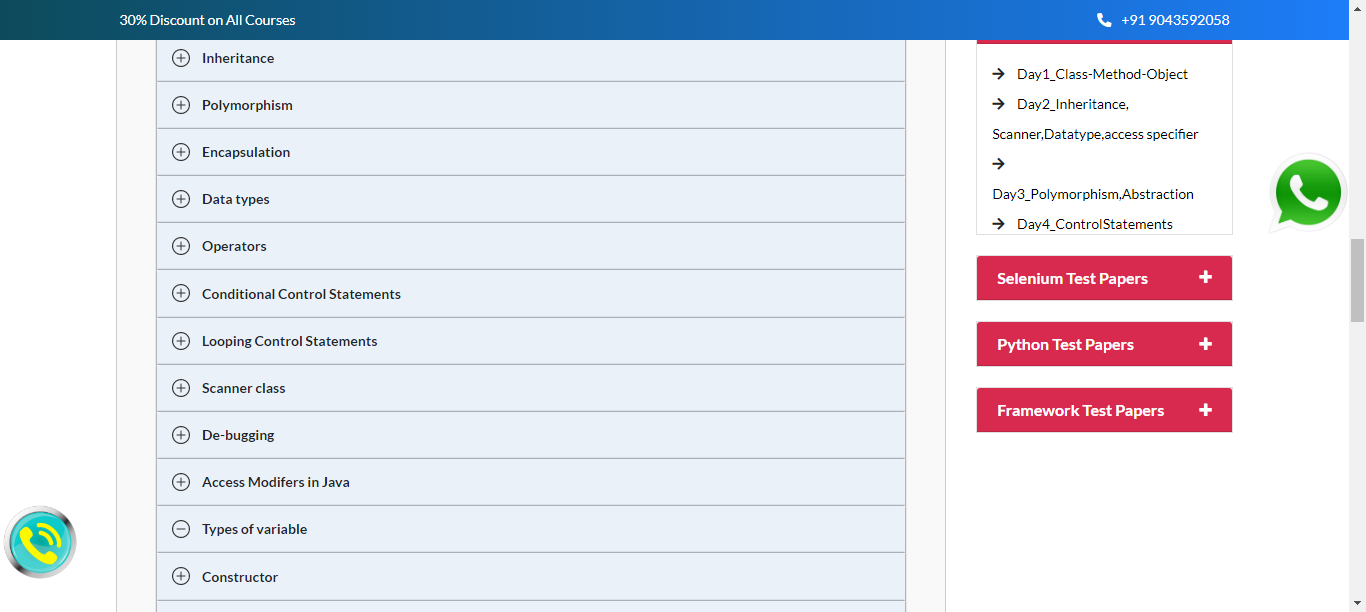 30% Discount on All Courses
+91 9043592058
Inheritance
Polymorphism
Encapsulation
Data types
Operators
Conditional Control Statements
Looping Control Statements
Scanner class
De-bugging
Access Modifers in Java
Types of variable
Constructor
Day1_Class-Method-Object
Day2_Inheritance,
Scanner,Datatype,access specifier
Day3_Polymorphism,Abstraction
Day4_ControlStatements
Selenium Test Papers
Python Test Papers
Framework Test Papers